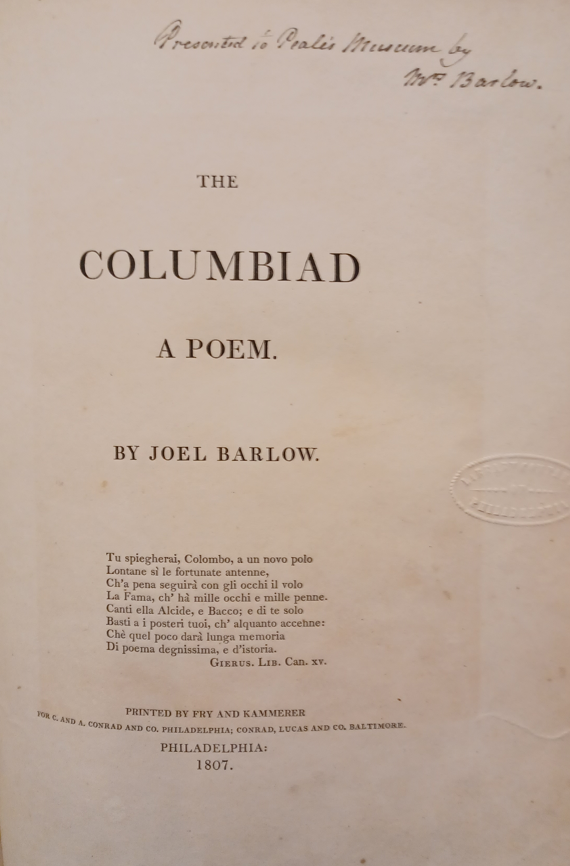 Presented to Peale's Museum by
Mr. Barlow.
THE
COLUMBIAD
A POEM.
BY JOEL BARLOW.
Tu spiegherai, Colombo, a un novo polo
Lontane sì le fortunate antenne,
Ch'a pena seguirà con gli occhi il volo
La Fama, ch' hà mille occhi e mille penne.
Canti ella Alcide, e Bacco; e di te solo
Basti a i posteri tuoi, ch' alquanto accenne:
Chè quel poco darà lunga memoria
Di poema degnissima, e d'istoria.
GIERUS. LIB. Can. XV.
PRINTED BY FRY AND KAMMERER
FOR C. AND A. CONRAD AND CO. PHILADELPHIA; CONRAD, LUCAS AND CO. BALTIMORE.
PHILADELPHIA:
1807.
PHILADELPHIA